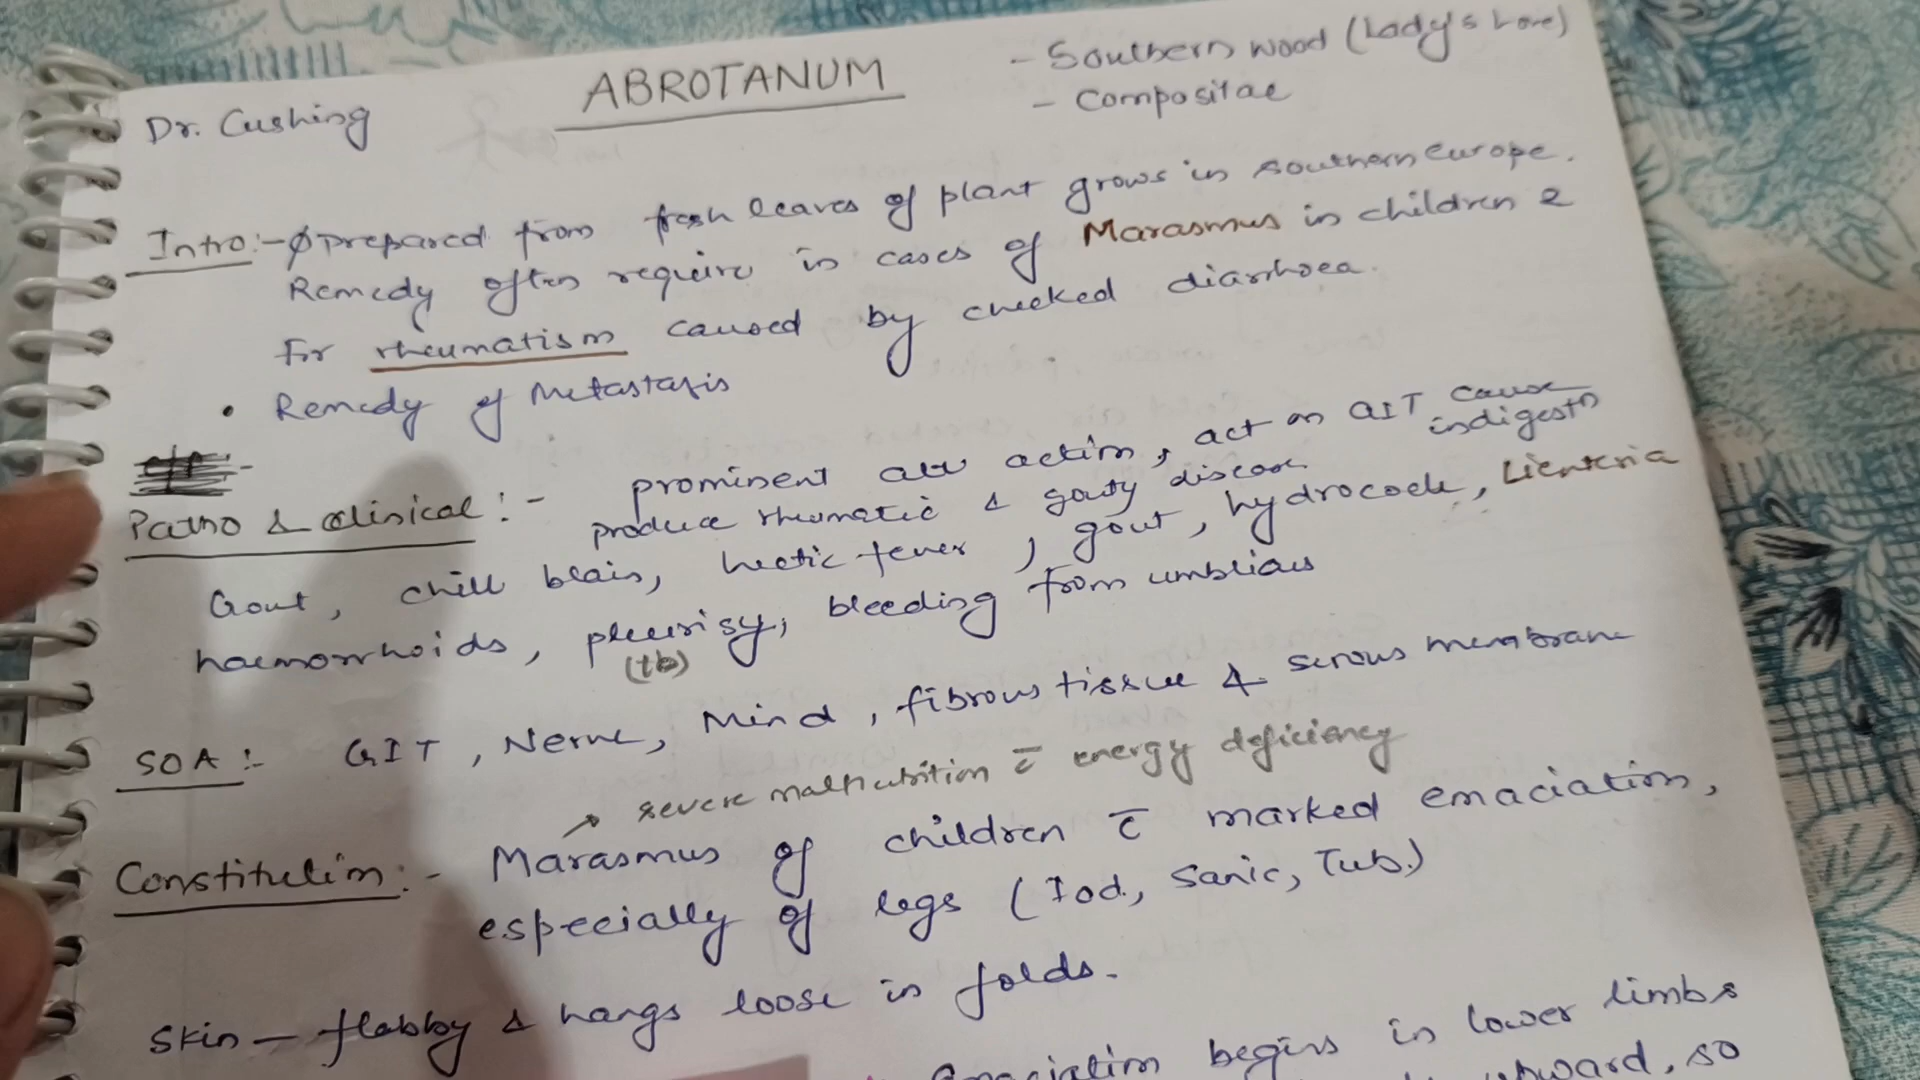 Dr. Cushing
ABROTANUM
- Southern wood (Lady's Love)
- Compositae
Intro:- φ prepared from fresh leaves of plant grows in southern Europe.
Remedy often require in cases of Marasmus in children &
for rheumatism caused by checked diarrhoea.
• Remedy of Metastasis
Patho & clinical :- prominent action, act on GIT cause indigestn
produce rheumatic & gouty disease
Gout, chill blain, hectic fever, gout, hydrocoele, Lienteria
haemorrhoids, pleurisy, bleeding from umblicus
(tb)
SOA :- GIT, Nerve, Mind, fibrous tissue & serous membrane
→ severe malnutrition c̄ energy deficiency
Constitution :- Marasmus of children c̄ marked emaciation,
especially of legs (Iod., Sanic, Tub.)
Skin — flabby & hangs loose in folds.
Emaciation begins in lower limbs
upward, so